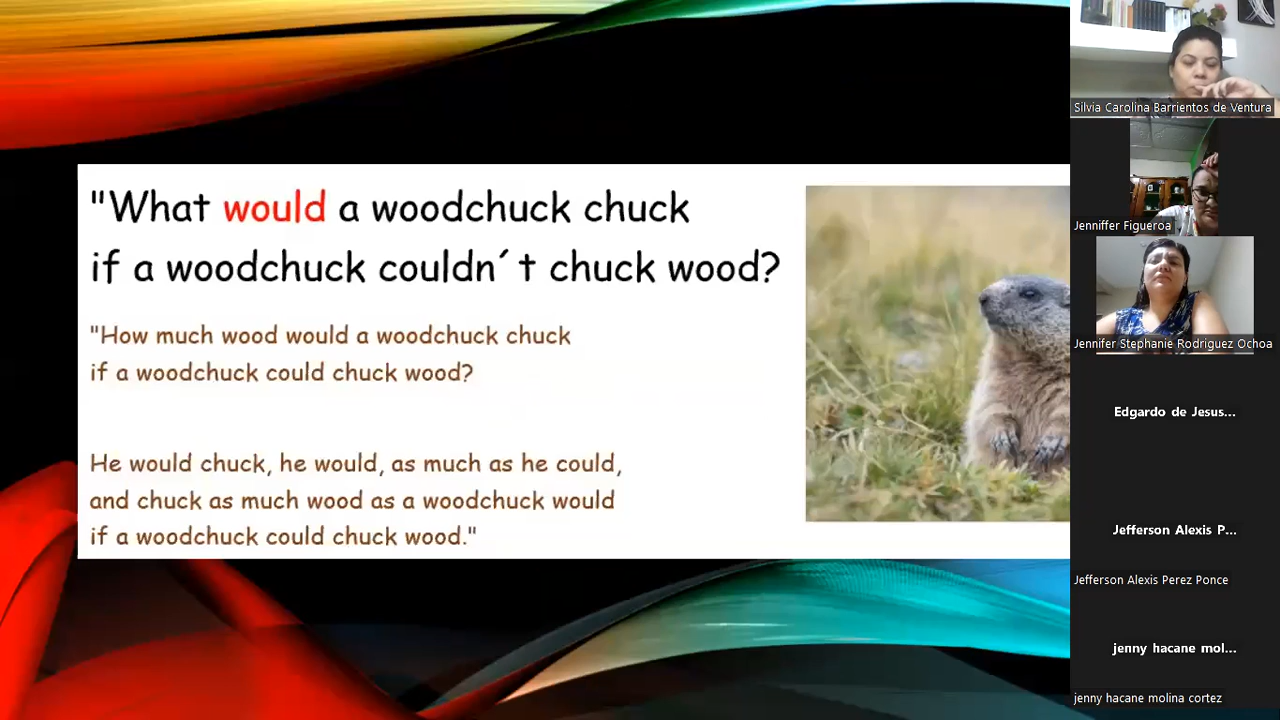 "What would a woodchuck chuck
if a woodchuck couldn´t chuck wood?
"How much wood would a woodchuck chuck
if a woodchuck could chuck wood?
He would chuck, he would, as much as he could,
and chuck as much wood as a woodchuck would
if a woodchuck could chuck wood."
Silvia Carolina Barrientos de Ventura
Jenniffer Figueroa
Jennifer Stephanie Rodriguez Ochoa
Edgardo de Jesus...
Jefferson Alexis P...
Jefferson Alexis Perez Ponce
jenny hacane mol...
jenny hacane molina cortez